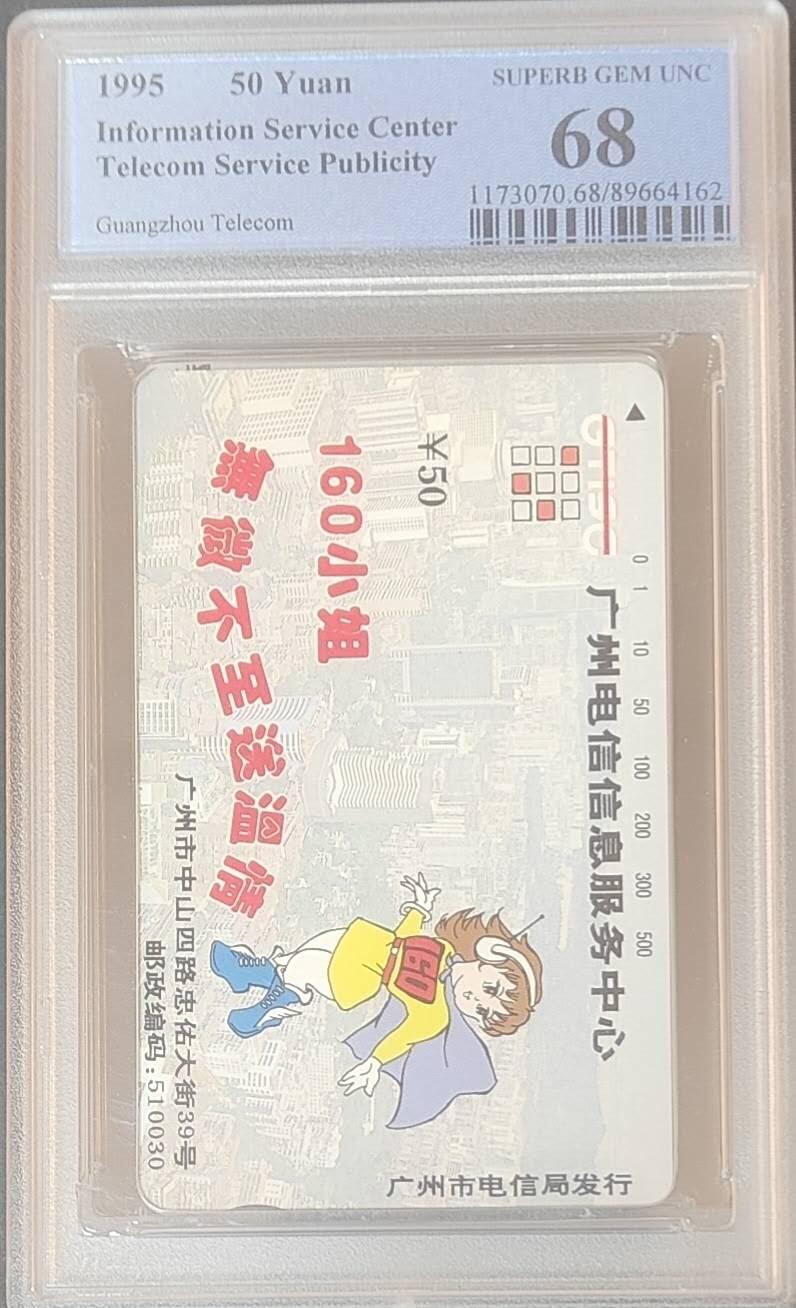 1995 50 Yuan
SUPERB GEM UNC
Information Service Center
68
Telecom Service Publicity
1173070.68/89664162
Guangzhou Telecom
0 1 10 50 100 200 300 500
广州电信信息服务中心
¥50
160小姐
無微不至送溫情
160
广州市中山四路忠佑大街39号
邮政编码:510030
广州市电信局发行